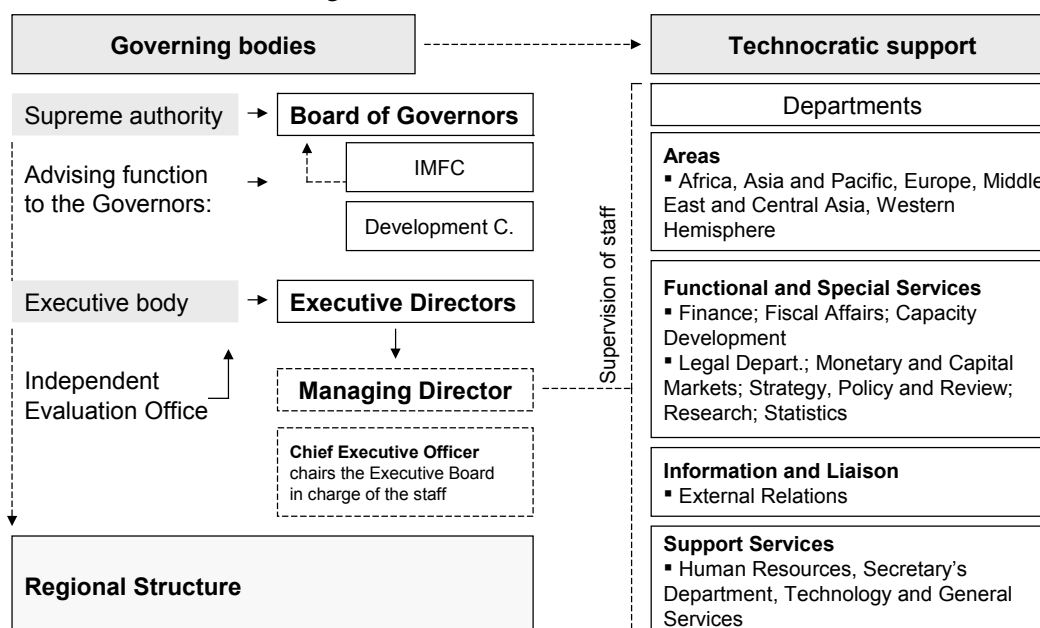 Governing bodies
Supreme authority
Board of Governors
Advising function
to the Governors:
IMFC
Development C.
Executive body
Executive Directors
Independent
Evaluation Office
Managing Director
Chief Executive Officer
chairs the Executive Board
in charge of the staff
Regional Structure
Supervision of staff
Technocratic support
Departments
Areas
▪ Africa, Asia and Pacific, Europe, Middle
East and Central Asia, Western
Hemisphere
Functional and Special Services
▪ Finance; Fiscal Affairs; Capacity
Development
▪ Legal Depart.; Monetary and Capital
Markets; Strategy, Policy and Review;
Research; Statistics
Information and Liaison
▪ External Relations
Support Services
▪ Human Resources, Secretary’s
Department, Technology and General
Services